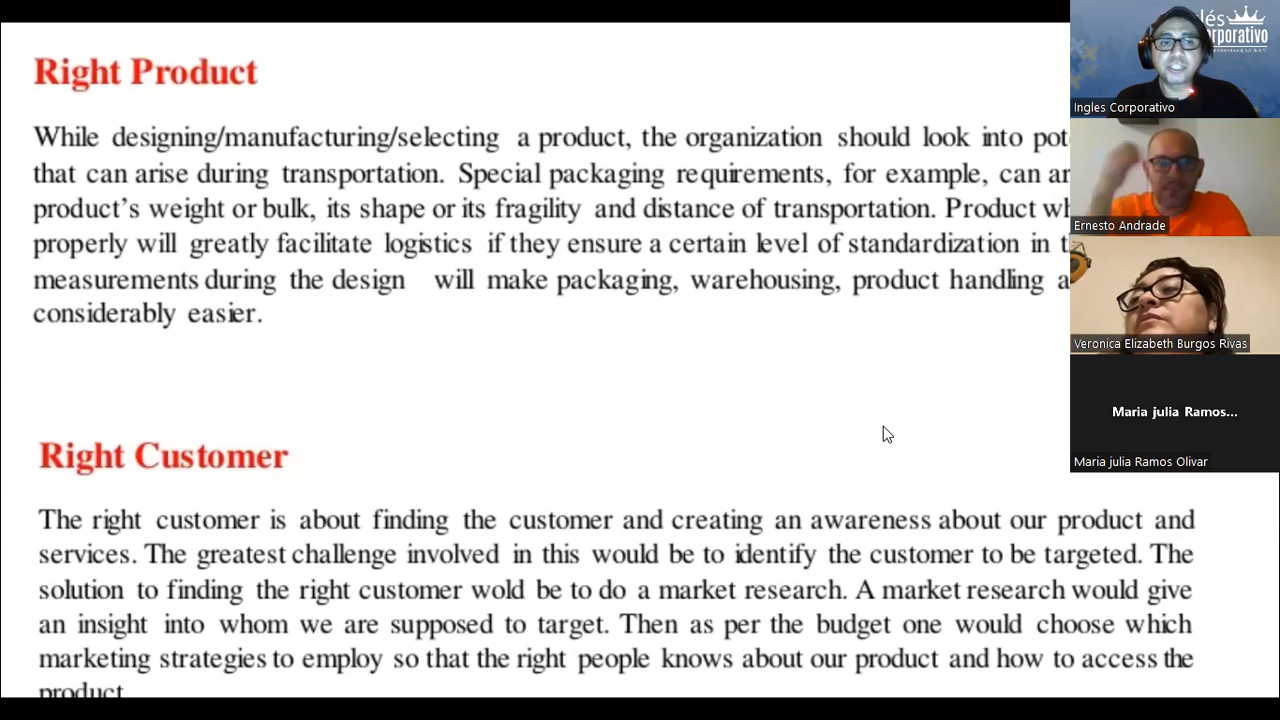 Right Product
While designing/manufacturing/selecting a product, the organization should look into
that can arise during transportation. Special packaging requirements, for example, can
product's weight or bulk, its shape or its fragility and distance of transportation. Product
properly will greatly facilitate logistics if they ensure a certain level of standardization in
measurements during the design will make packaging, warehousing, product handling
considerably easier.
Right Customer
The right customer is about finding the customer and creating an awareness about our product and
services. The greatest challenge involved in this would be to identify the customer to be targeted. The
solution to finding the right customer wold be to do a market research. A market research would give
an insight into whom we are supposed to target. Then as per the budget one would choose which
marketing strategies to employ so that the right people knows about our product and how to access the
product
Ingles Corporativo
Ernesto Andrade
Veronica Elizabeth Burgos Rivas
Maria julia Ramos...
Maria julia Ramos Olivar